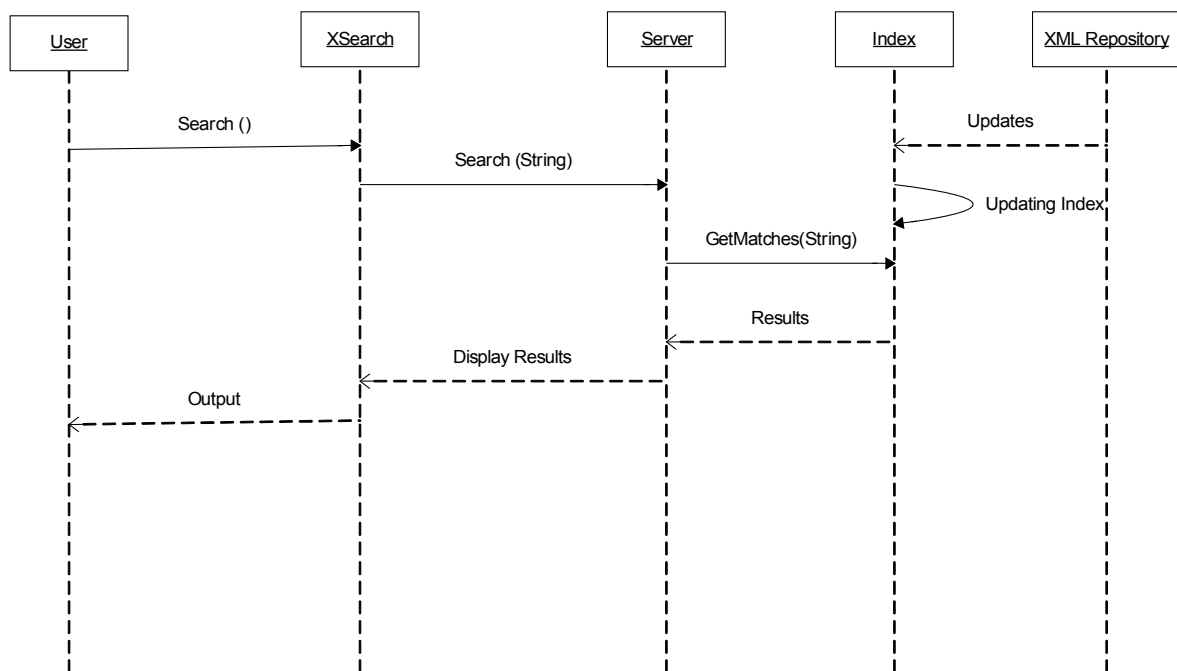 User
XSearch
Server
Index
XML Repository
Search ()
Updates
Search (String)
Updating Index
GetMatches(String)
Results
Display Results
Output